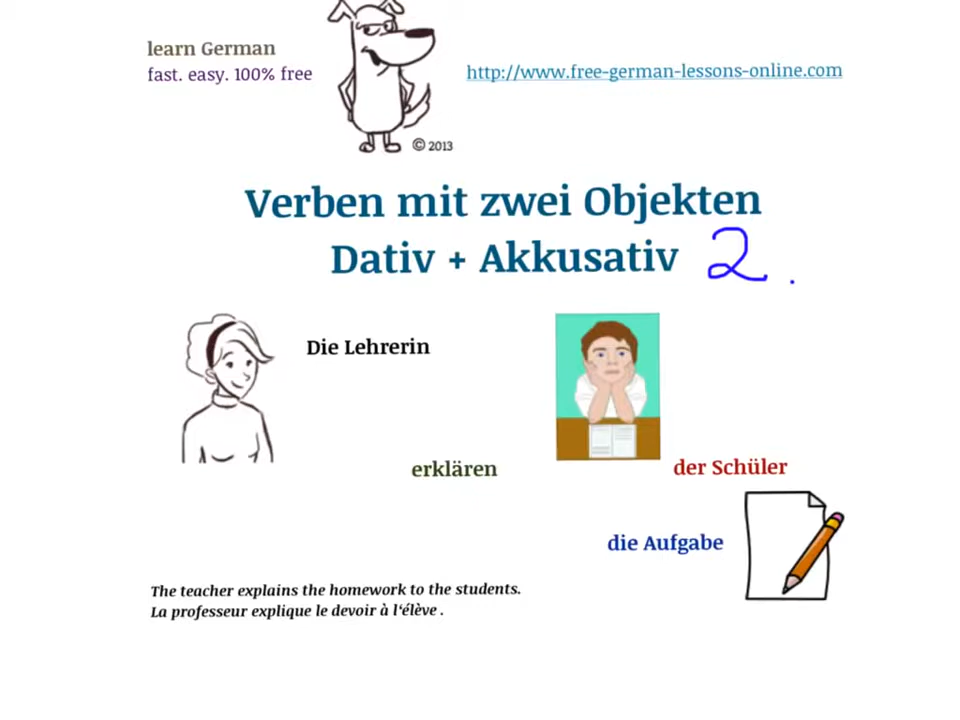 learn German
fast. easy. 100% free
http://www.free-german-lessons-online.com
© 2013
Verben mit zwei Objekten
Dativ + Akkusativ 2.
Die Lehrerin
erklären
der Schüler
die Aufgabe
The teacher explains the homework to the students.
La professeur explique le devoir à l‘élève .